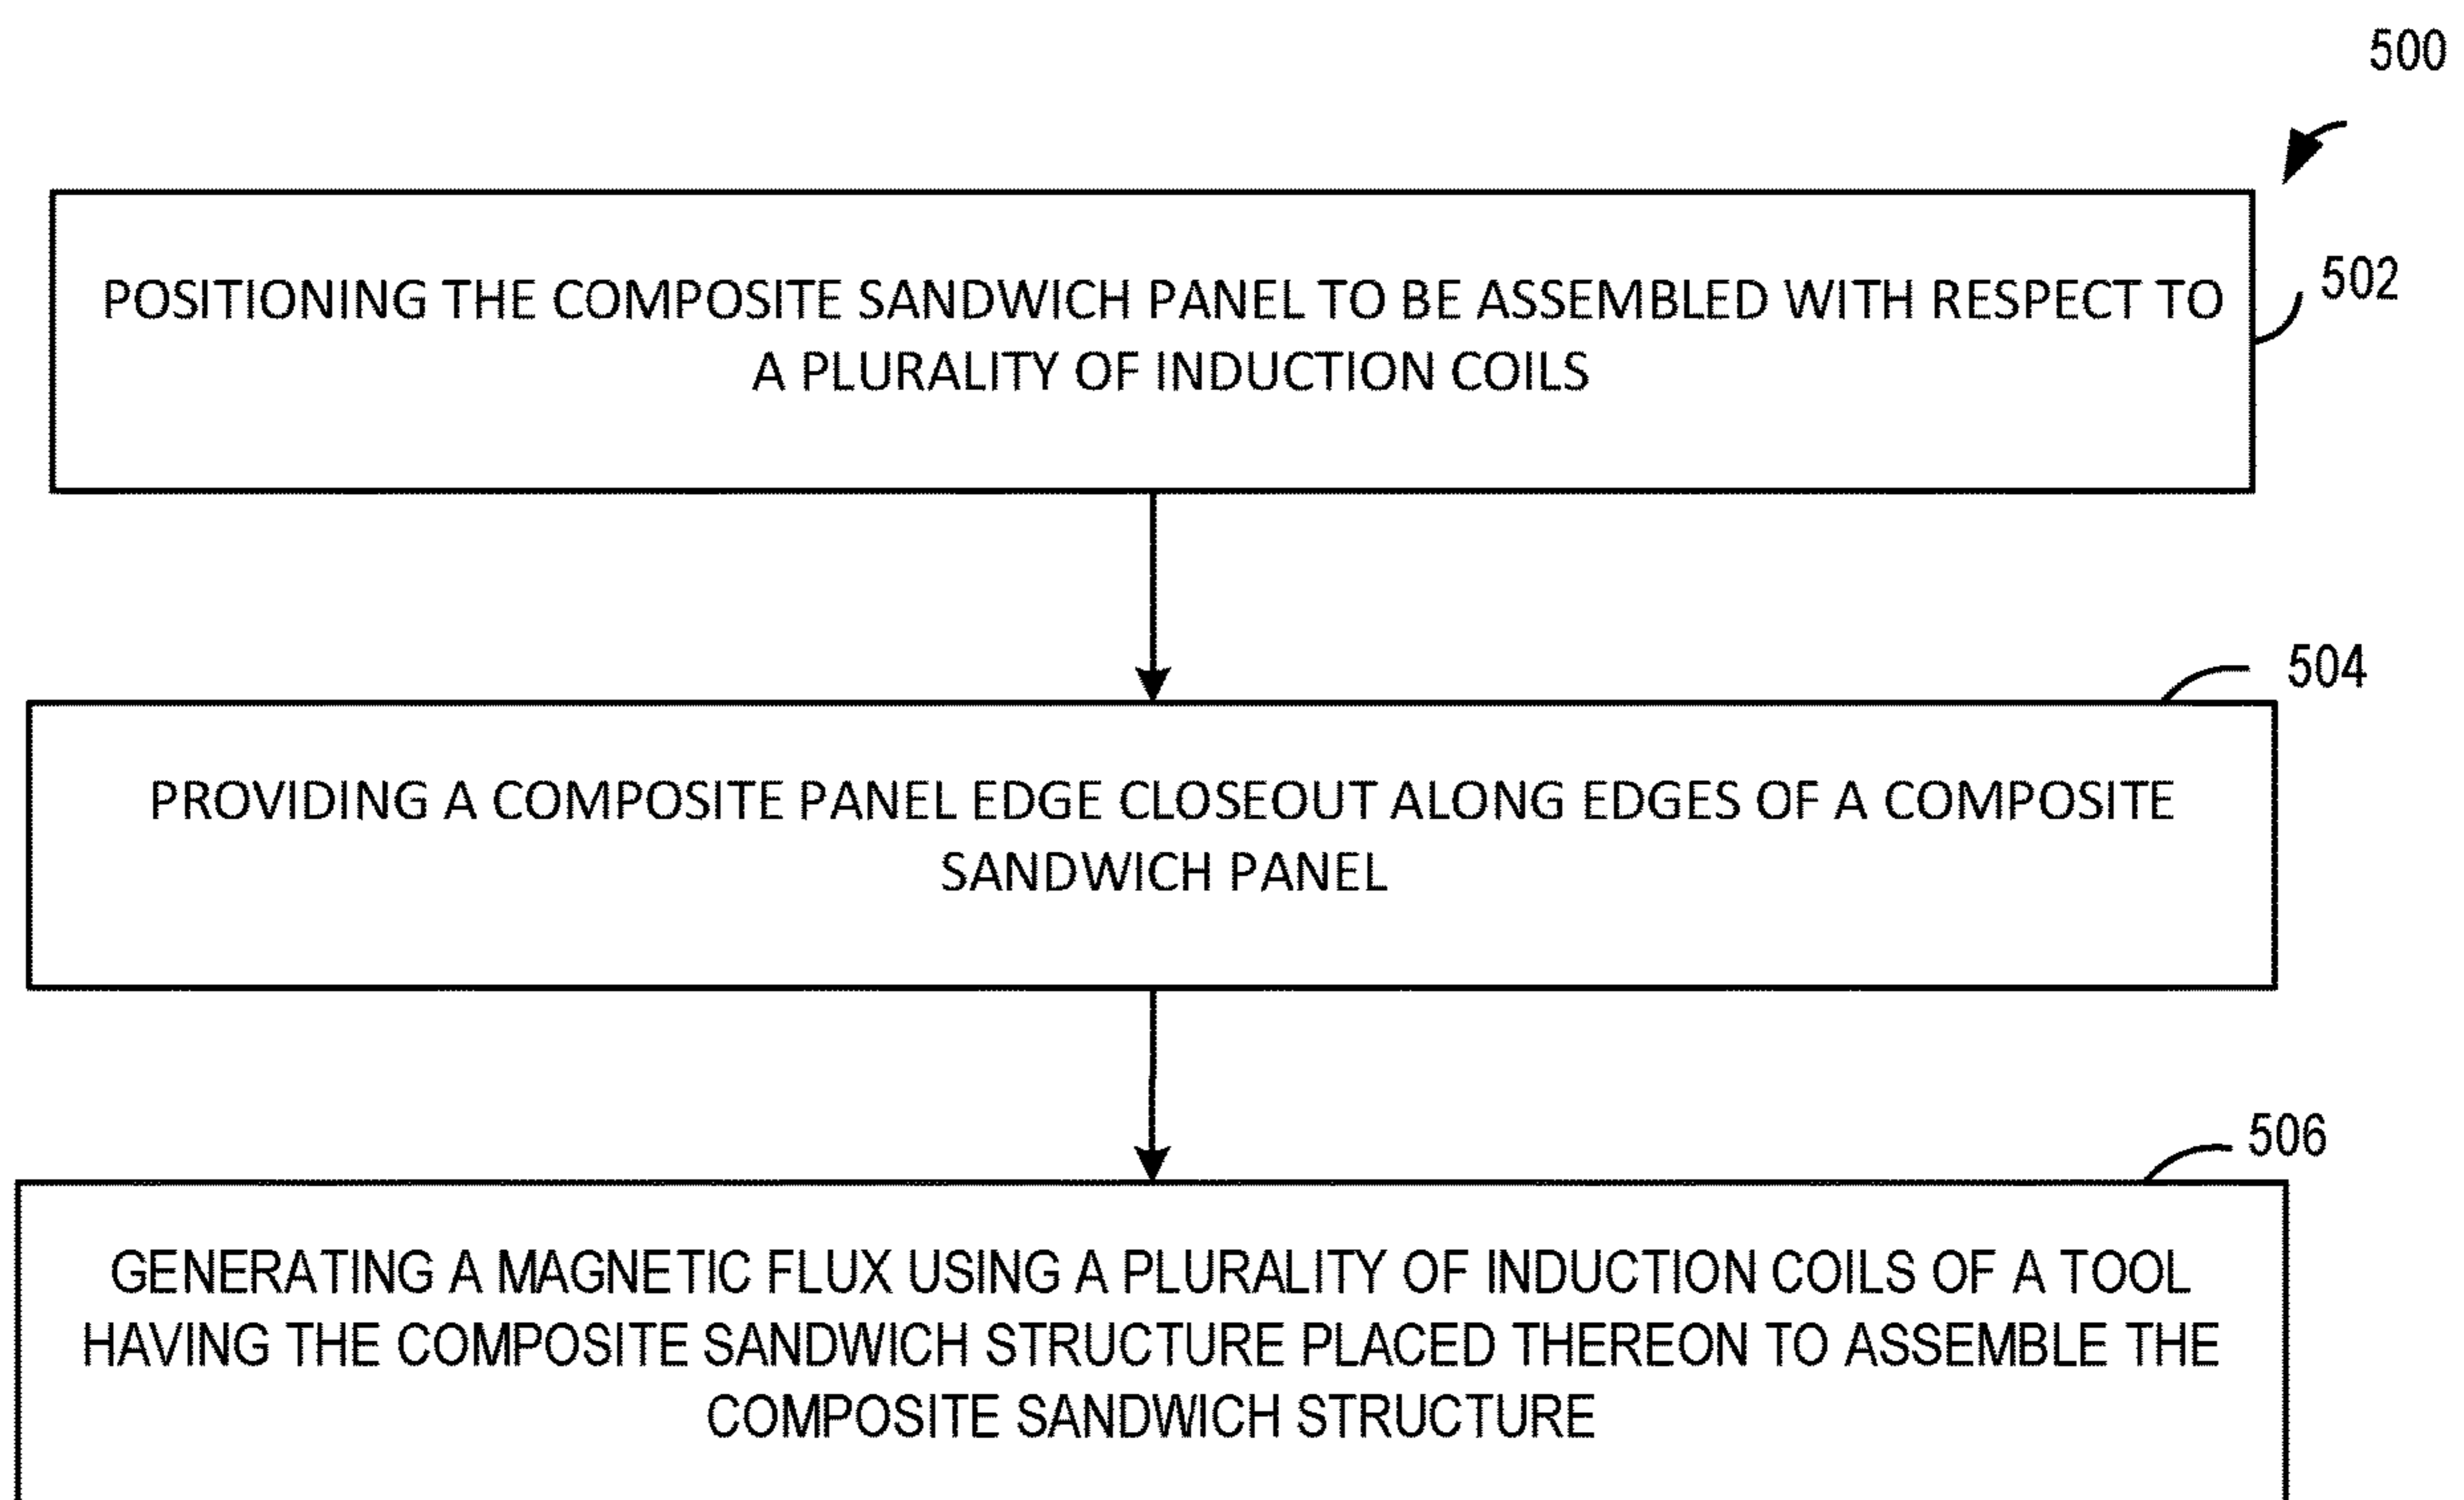 500
POSITIONING THE COMPOSITE SANDWICH PANEL TO BE ASSEMBLED WITH RESPECT TO
A PLURALITY OF INDUCTION COILS
502
504
PROVIDING A COMPOSITE PANEL EDGE CLOSEOUT ALONG EDGES OF A COMPOSITE
SANDWICH PANEL
506
GENERATING A MAGNETIC FLUX USING A PLURALITY OF INDUCTION COILS OF A TOOL
HAVING THE COMPOSITE SANDWICH STRUCTURE PLACED THEREON TO ASSEMBLE THE
COMPOSITE SANDWICH STRUCTURE